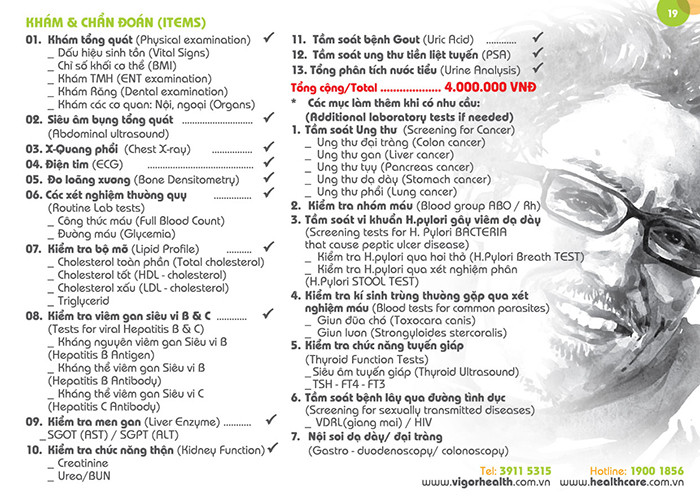 19
KHÁM & CHẨN ĐOÁN (ITEMS)
01. Khám tổng quát (Physical examination) ✓
_ Dấu hiệu sinh tồn (Vital Signs)
_ Chỉ số khối cơ thể (BMI)
_ Khám TMH (ENT examination)
_ Khám Răng (Dental examination)
_ Khám các cơ quan: Nội, ngoại (Organs)
02. Siêu âm bụng tổng quát ........................ ✓
(Abdominal ultrasound)
03. X-Quang phổi (Chest X-ray) .............. ✓
04. Điện tim (ECG) .................................... ✓
05. Đo loãng xương (Bone Densitometry) ✓
06. Các xét nghiệm thường quy ............. ✓
(Routine Lab tests)
_ Công thức máu (Full Blood Count)
_ Đường máu (Glycemia)
07. Kiểm tra bộ mỡ (Lipid Profile) .......... ✓
_ Cholesterol toàn phần (Total cholesterol)
_ Cholesterol tốt (HDL - cholesterol)
_ Cholesterol xấu (LDL - cholesterol)
_ Triglycerid
08. Kiểm tra viêm gan siêu vi B & C ............ ✓
(Tests for viral Hepatitis B & C)
_ Kháng nguyên viêm gan Siêu vi B
(Hepatitis B Antigen)
_ Kháng thể viêm gan Siêu vi B
(Hepatitis B Antibody)
_ Kháng thể viêm gan Siêu vi C
(Hepatitis C Antibody)
09. Kiểm tra men gan (Liver Enzyme) ........... ✓
_ SGOT (AST) / SGPT (ALT)
10. Kiểm tra chức năng thận (Kidney Function) ✓
_ Creatinine
_ Urea/BUN
11. Tầm soát bệnh Gout (Uric Acid) ............ ✓
12. Tầm soát ung thư tiền liệt tuyến (PSA) ✓
13. Tổng phân tích nước tiểu (Urine Analysis) ✓
Tổng cộng/Total ................... 4.000.000 VNĐ
* Các mục làm thêm khi có nhu cầu:
(Additional laboratory tests if needed)
1. Tầm soát Ung thư (Screening for Cancer)
_ Ung thư đại tràng (Colon cancer)
_ Ung thư gan (Liver cancer)
_ Ung thư tụy (Pancreas cancer)
_ Ung thư dạ dày (Stomach cancer)
_ Ung thư phổi (Lung cancer)
2. Kiểm tra nhóm máu (Blood group ABO / Rh)
3. Tầm soát vi khuẩn H.pylori gây viêm dạ dày
(Screening tests for H. Pylori BACTERIA
that cause peptic ulcer disease)
_ Kiểm tra H.pylori qua hơi thở (H.Pylori Breath TEST)
_ Kiểm tra H.pylori qua xét nghiệm phân
(H.Pylori STOOL TEST)
4. Kiểm tra kí sinh trùng thường gặp qua xét
nghiệm máu (Blood tests for common parasites)
_ Giun đũa chó (Toxocara canis)
_ Giun lươn (Strongyloides stercoralis)
5. Kiểm tra chức năng tuyến giáp
(Thyroid Function Tests)
_ Siêu âm tuyến giáp (Thyroid Ultrasound)
_ TSH - FT4 - FT3
6. Tầm soát bệnh lây qua đường tình dục
(Screening for sexually transmitted diseases)
_ VDRL(giang mai) / HIV
7. Nội soi dạ dày/ đại tràng
(Gastro - duodenoscopy/ colonoscopy)
Tel: 3911 5315 Hotline: 1900 1856
www.vigorhealth.com.vn www.healthcare.com.vn